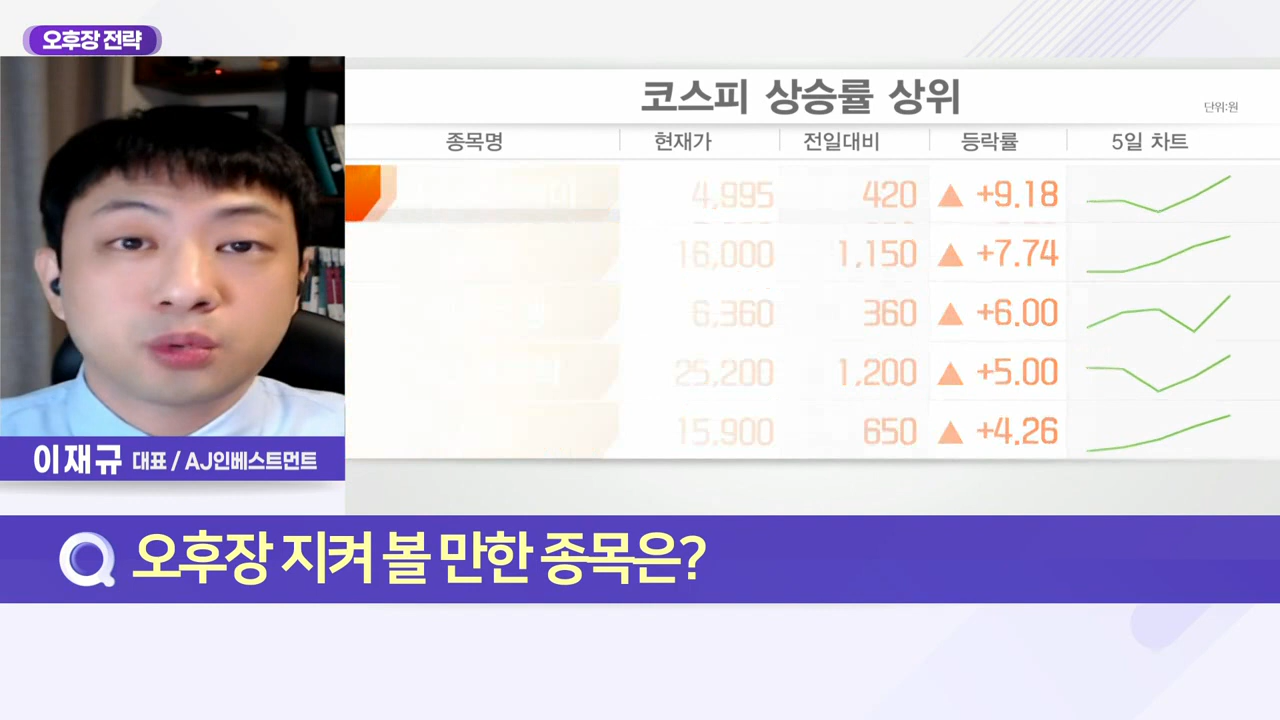 오후장 전략
코스피 상승률 상위
단위:원
종목명 현재가 전일대비 등락률 5일 차트
4,995 420 ▲ +9.18
16,000 1,150 ▲ +7.74
6,360 360 ▲ +6.00
25,200 1,200 ▲ +5.00
15,900 650 ▲ +4.26
이재규 대표 / AJ인베스트먼트
오후장 지켜 볼 만한 종목은?